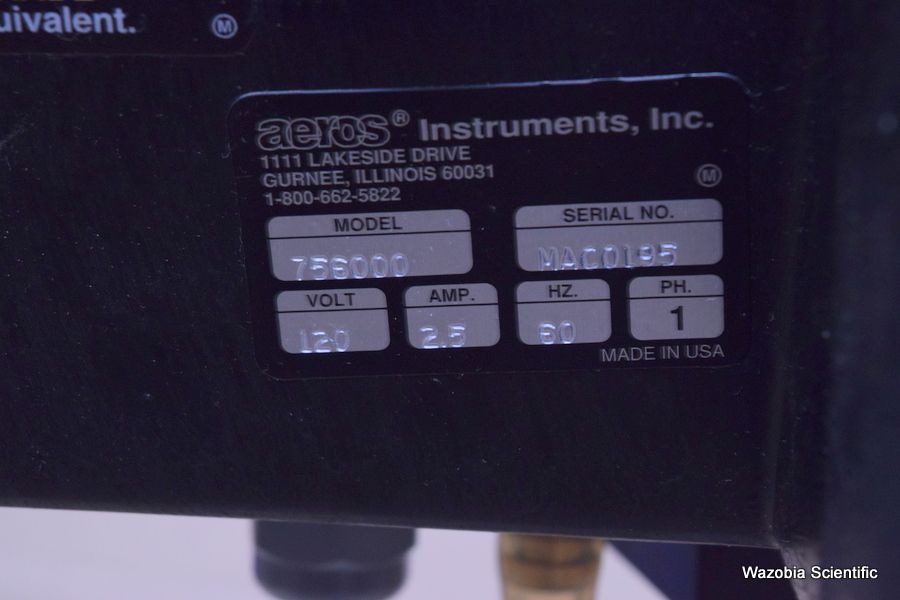 uivalent. Ⓜ
aeros® Instruments, Inc.
1111 LAKESIDE DRIVE
GURNEE, ILLINOIS 60031
1-800-662-5822
Ⓜ
MODEL
756000
SERIAL NO.
MAC0195
VOLT
120
AMP.
2.5
HZ.
60
PH.
1
MADE IN USA
Wazobia Scientific